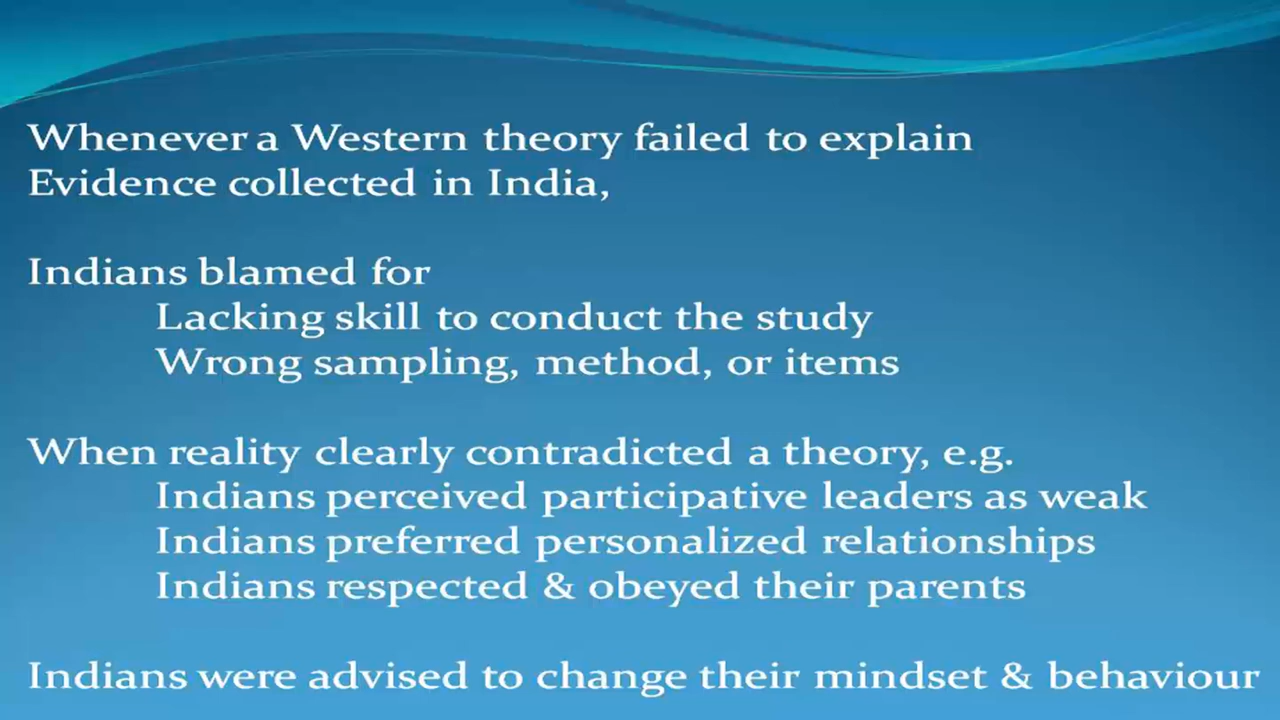 Whenever a Western theory failed to explain
Evidence collected in India,
Indians blamed for
Lacking skill to conduct the study
Wrong sampling, method, or items
When reality clearly contradicted a theory, e.g.
Indians perceived participative leaders as weak
Indians preferred personalized relationships
Indians respected & obeyed their parents
Indians were advised to change their mindset & behaviour